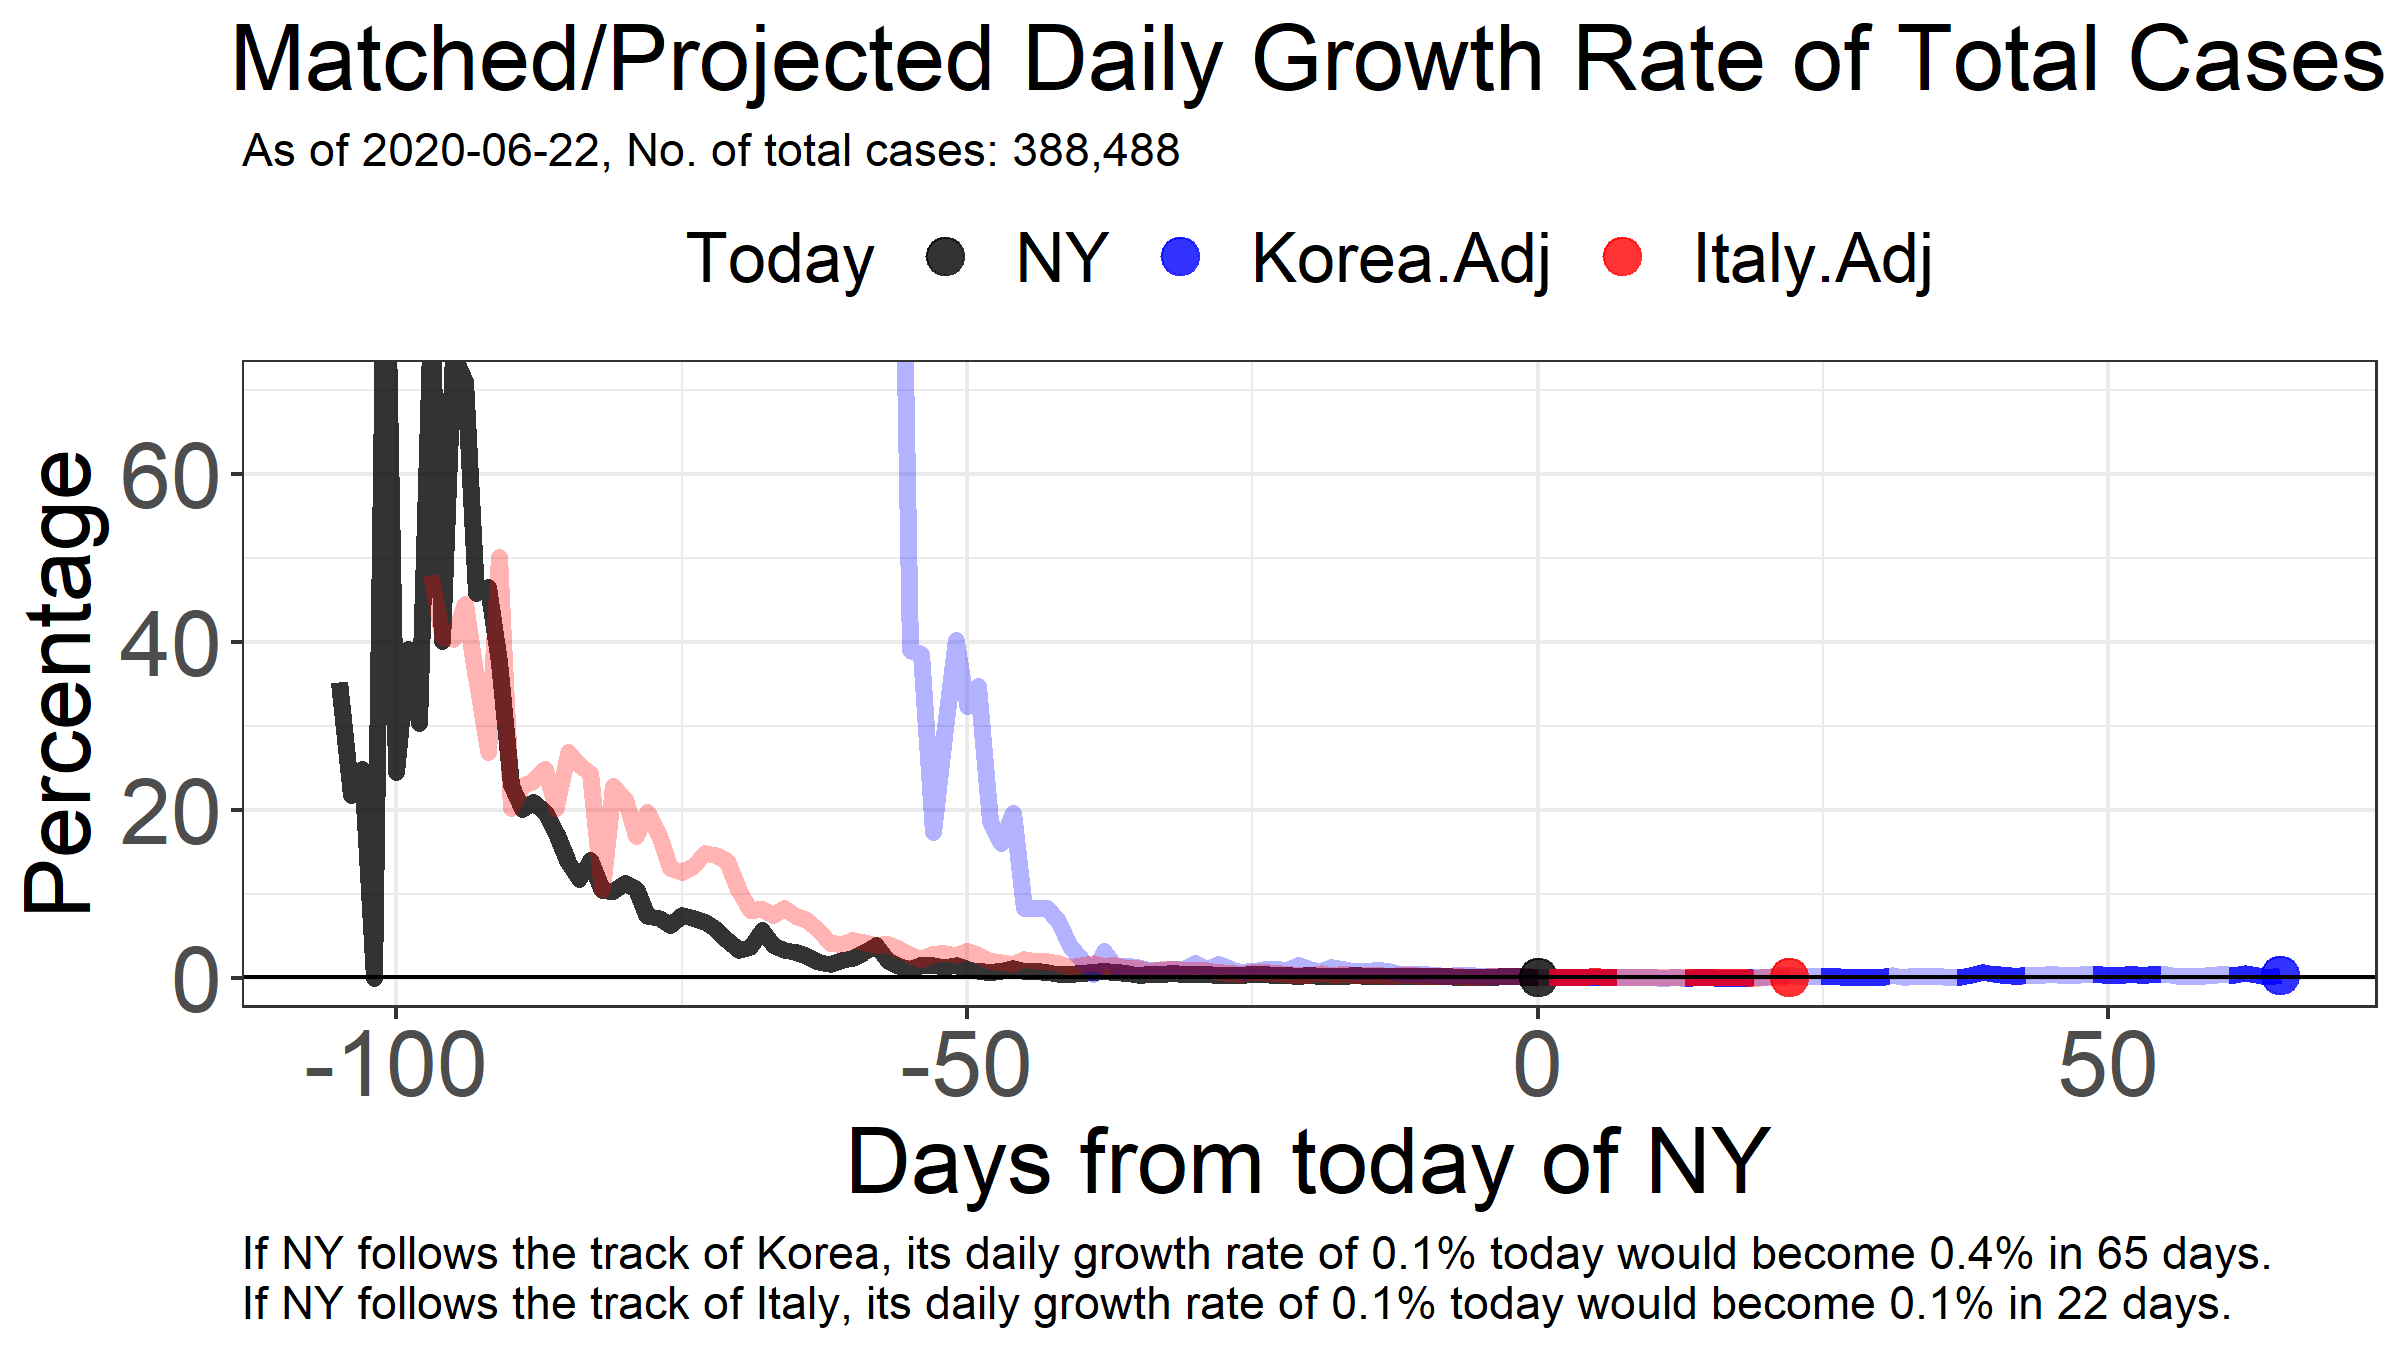 Matched/Projected Daily Growth Rate of Total Cases
As of 2020-06-22, No. of total cases: 388,488
Today NY Korea.Adj Italy.Adj
Percentage
60
40
20
0
-100 -50 0 50
Days from today of NY
If NY follows the track of Korea, its daily growth rate of 0.1% today would become 0.4% in 65 days.
If NY follows the track of Italy, its daily growth rate of 0.1% today would become 0.1% in 22 days.